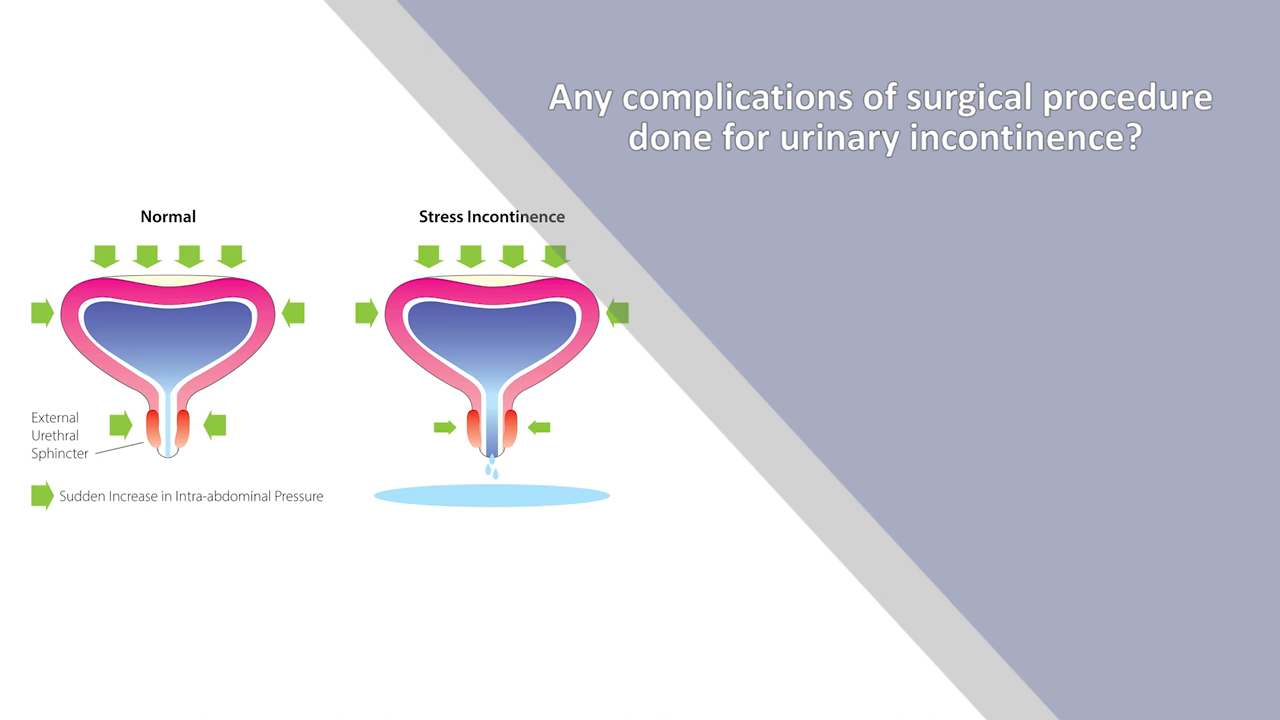 Any complications of surgical procedure
done for urinary incontinence?
Normal
Stress Incontinence
External
Urethral
Sphincter
Sudden Increase in Intra-abdominal Pressure